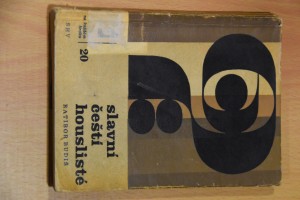 slavní
čeští
houslisté
RATIBOR BUDIŠ
20